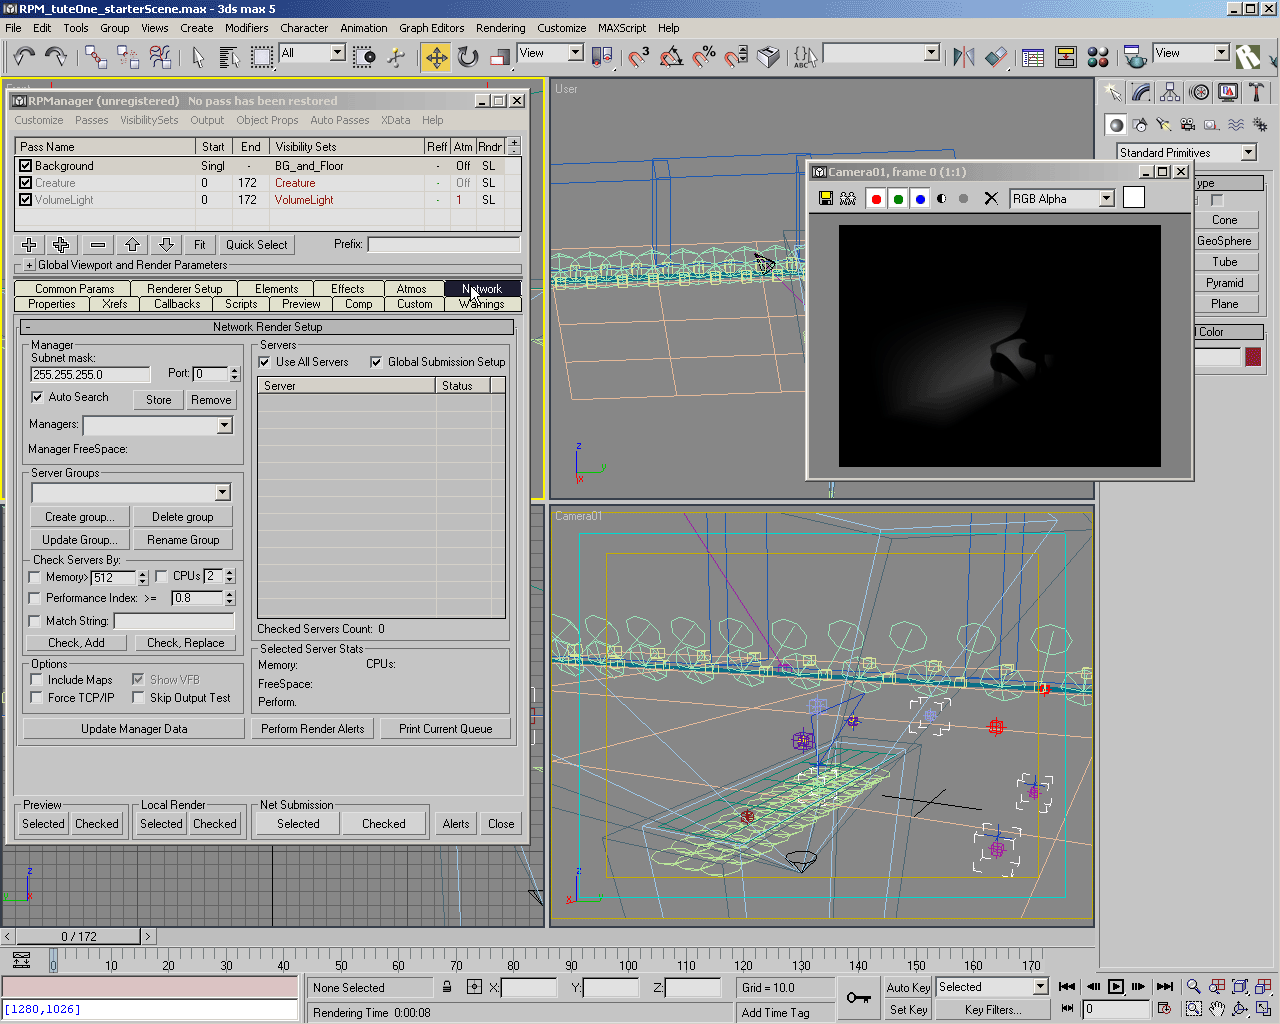 RPM_tuteOne_starterScene.max - 3ds max 5
File Edit Tools Group Views Create Modifiers Character Animation Graph Editors Rendering Customize MAXScript Help
All View View
User
RPManager (unregistered) No pass has been restored
Customize Passes VisibilitySets Output Object Props Auto Passes XData Help
Pass Name Start End Visibility Sets Reff Atm Rndr
Background Singl - BG_and_Floor - Off SL
Creature 0 172 Creature - Off SL
VolumeLight 0 172 VolumeLight - 1 SL
Fit Quick Select Prefix:
Global Viewport and Render Parameters
Common Params Renderer Setup Elements Effects Atmos Network
Properties Xrefs Callbacks Scripts Preview Comp Custom Warnings
Network Render Setup
Manager
Subnet mask:
255.255.255.0 Port: 0
Auto Search Store Remove
Managers:
Manager FreeSpace:
Server Groups
Create group... Delete group
Update Group... Rename Group
Check Servers By:
Memory> 512 CPUs 2
Performance Index: >= 0.8
Match String:
Check, Add Check, Replace
Options
Include Maps Show VFB
Force TCP/IP Skip Output Test
Update Manager Data
Servers
Use All Servers Global Submission Setup
Server Status
Checked Servers Count: 0
Selected Server Stats
Memory: CPUs:
FreeSpace:
Perform.
Perform Render Alerts Print Current Queue
Preview Local Render Net Submission
Selected Checked Selected Checked Selected Checked Alerts Close
Camera01, frame 0 (1:1)
RGB Alpha
Standard Primitives
ype
Cone
GeoSphere
Tube
Pyramid
Plane
Color
Camera01
z
y
x
z
y
x
z
x
0 / 172
0 10 20 30 40 50 60 70 80 90 100 110 120 130 140 150 160 170
None Selected X: Y: Z: Grid = 10.0 Auto Key Selected
[1280,1026] Rendering Time 0:00:08 Add Time Tag Set Key Key Filters... 0